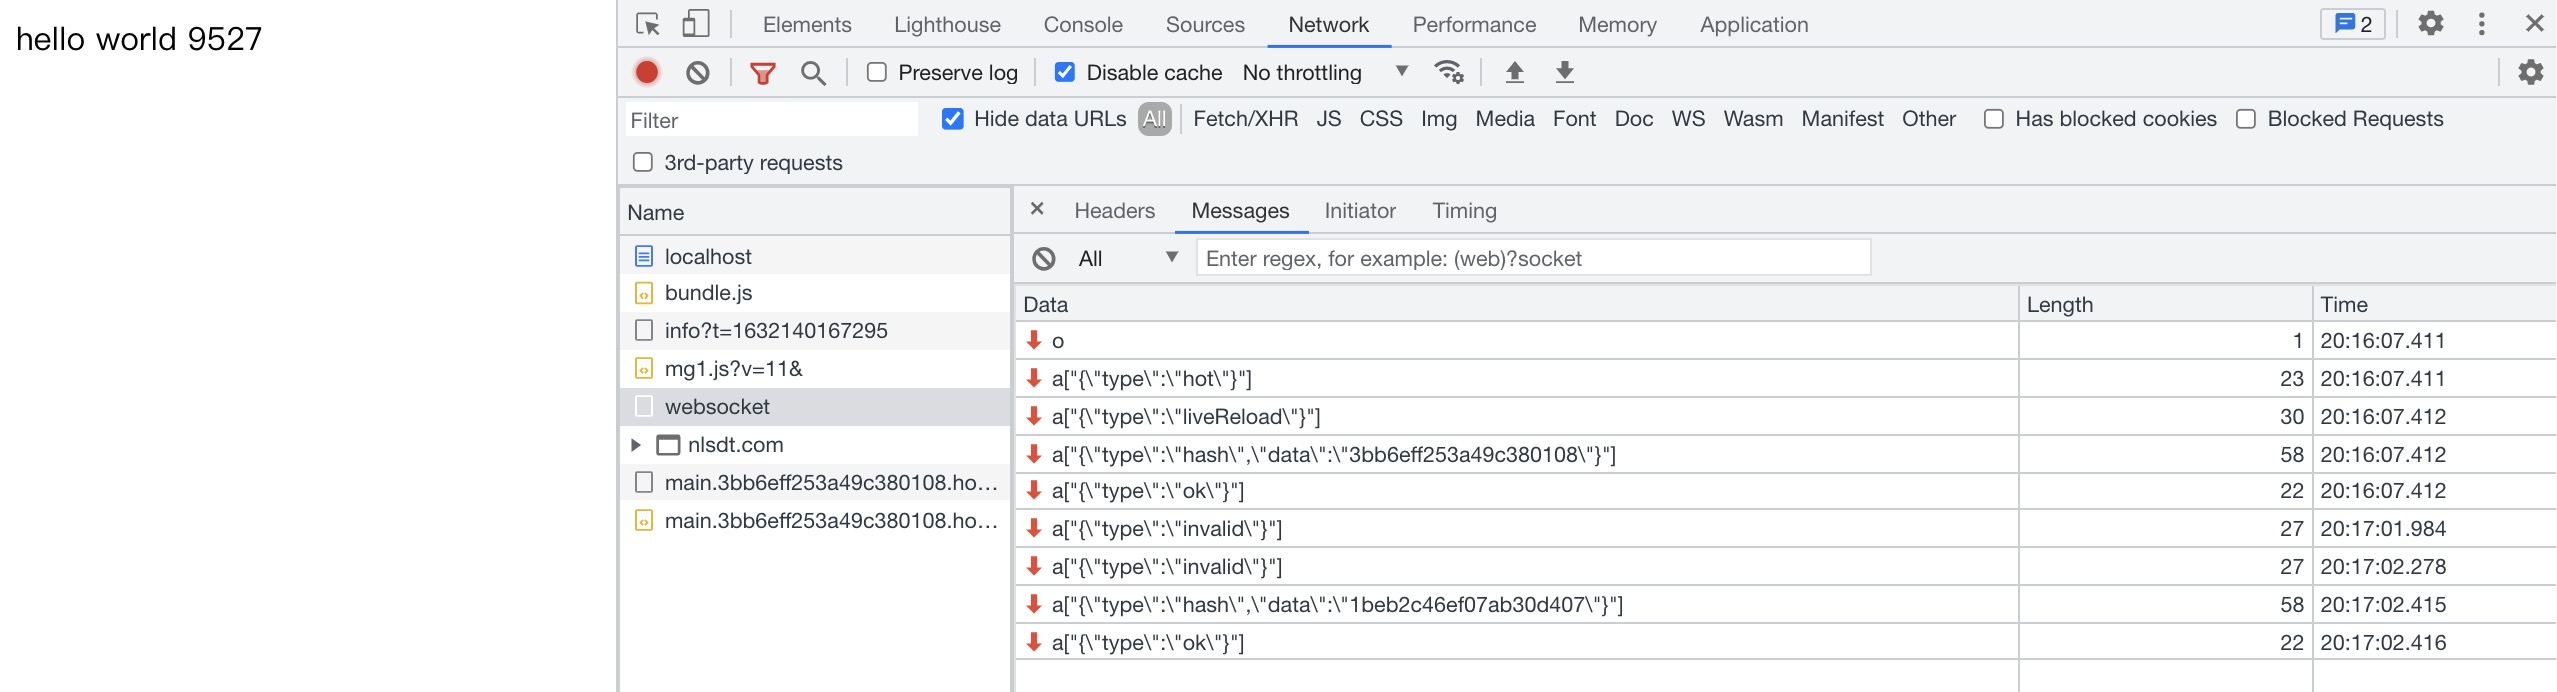 hello world 9527
Elements Lighthouse Console Sources Network Performance Memory Application 2
Preserve log Disable cache No throttling
Filter Hide data URLs All Fetch/XHR JS CSS Img Media Font Doc WS Wasm Manifest Other Has blocked cookies Blocked Requests
3rd-party requests
Name
localhost
bundle.js
info?t=1632140167295
mg1.js?v=11&
websocket
nlsdt.com
main.3bb6eff253a49c380108.ho...
main.3bb6eff253a49c380108.ho...
Headers Messages Initiator Timing
All Enter regex, for example: (web)?socket
Data Length Time
o 1 20:16:07.411
a["{\"type\":\"hot\"}"] 23 20:16:07.411
a["{\"type\":\"liveReload\"}"] 30 20:16:07.412
a["{\"type\":\"hash\",\"data\":\"3bb6eff253a49c380108\"}"] 58 20:16:07.412
a["{\"type\":\"ok\"}"] 22 20:16:07.412
a["{\"type\":\"invalid\"}"] 27 20:17:01.984
a["{\"type\":\"invalid\"}"] 27 20:17:02.278
a["{\"type\":\"hash\",\"data\":\"1beb2c46ef07ab30d407\"}"] 58 20:17:02.415
a["{\"type\":\"ok\"}"] 22 20:17:02.416